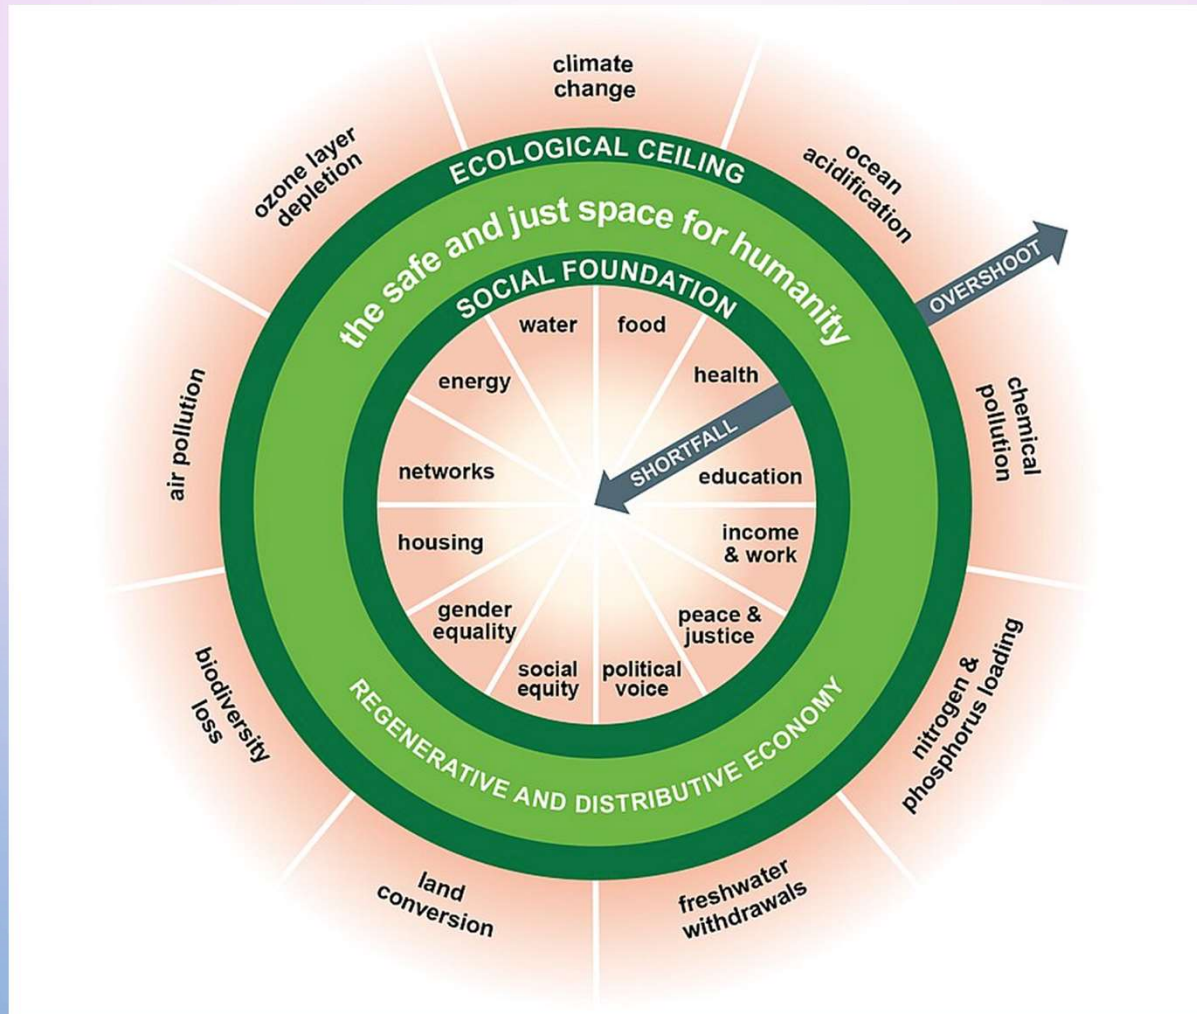 climate
change
ocean
acidification
chemical
pollution
nitrogen &
phosphorus loading
freshwater
withdrawals
land
conversion
biodiversity
loss
air pollution
ozone layer
depletion
ECOLOGICAL CEILING
the safe and just space for humanity
SOCIAL FOUNDATION
OVERSHOOT
SHORTFALL
water
food
health
education
income
& work
peace &
justice
political
voice
social
equity
gender
equality
housing
networks
energy
REGENERATIVE AND DISTRIBUTIVE ECONOMY